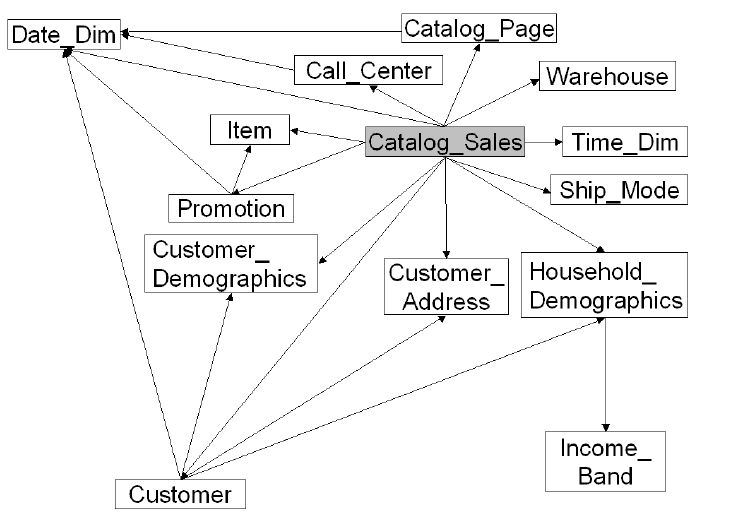 Catalog_Page
Date_Dim
Call_Center
Warehouse
Item
Catalog_Sales
Time_Dim
Ship_Mode
Promotion
Customer_
Demographics
Customer_
Address
Household_
Demographics
Income_
Band
Customer